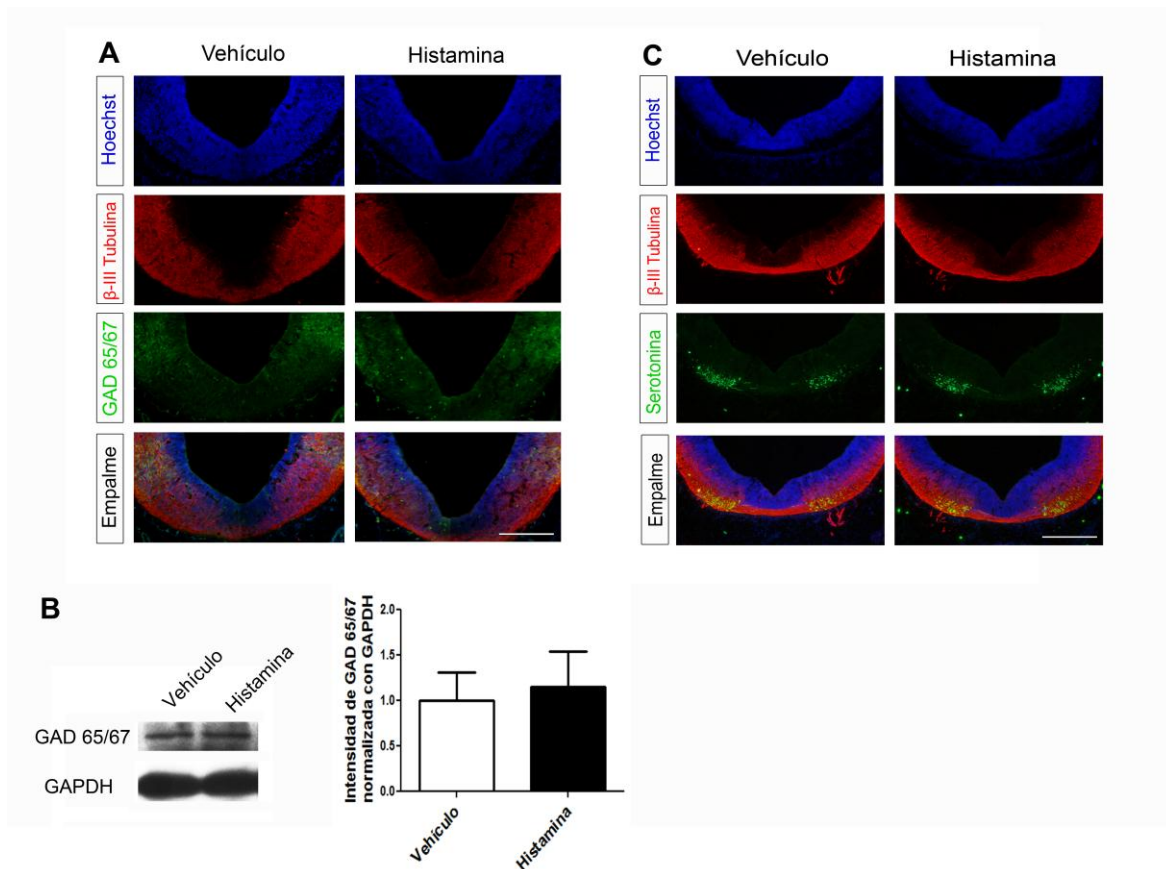 A
Vehículo
Histamina
Hoechst
β-III Tubulina
GAD 65/67
Empalme
C
Vehículo
Histamina
Hoechst
β-III Tubulina
Serotonina
Empalme
B
Vehículo
Histamina
GAD 65/67
GAPDH
Intensidad de GAD 65/67
normalizada con GAPDH
2.0
1.5
1.0
0.5
0.0
Vehículo
Histamina